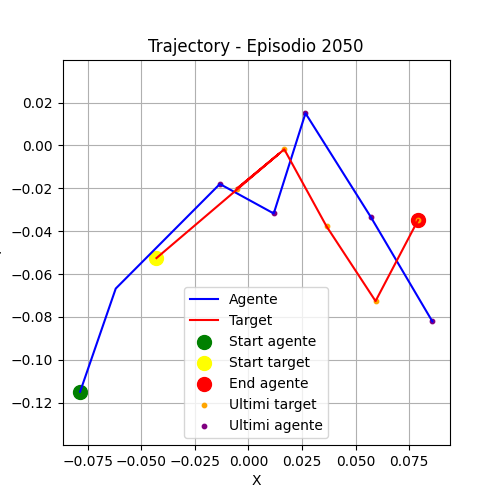 Trajectory - Episodio 2050
0.02
0.00
−0.02
−0.04
−0.06
−0.08
−0.10
−0.12
Agente
Target
Start agente
Start target
End agente
Ultimi target
Ultimi agente
−0.075
−0.050
−0.025
0.000
0.025
0.050
0.075
X